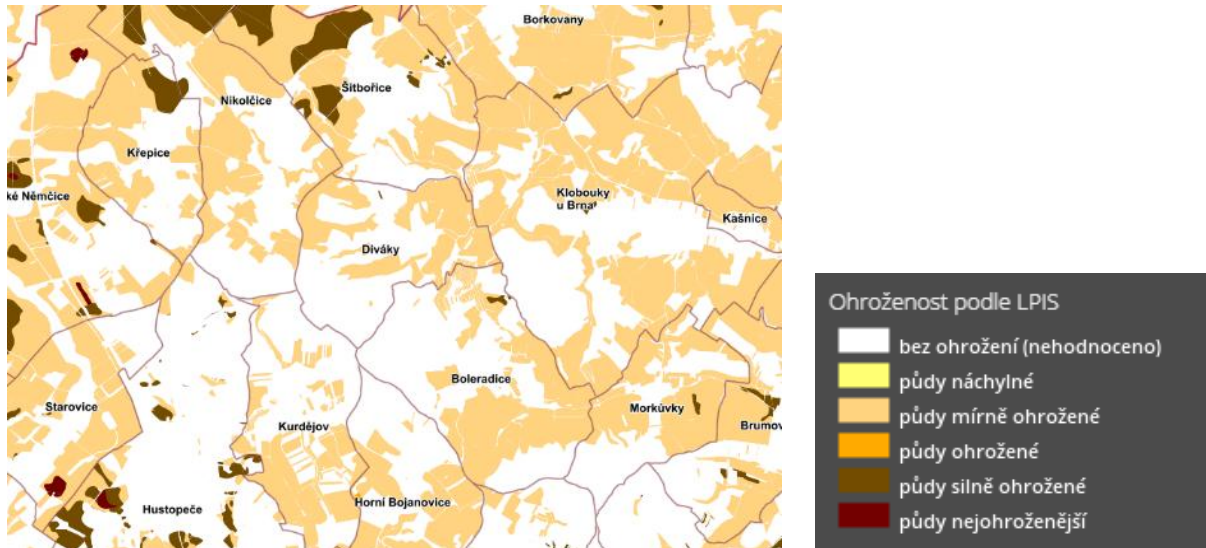 Borkovany
Šitbořice
Nikolčice
Křepice
ké Němčice
Klobouky
u Brna
Kašnice
Diváky
Boleradice
Starovice
Morkůvky
Kurdějov
Brumov
Horní Bojanovice
Hustopeče
Ohroženost podle LPIS
bez ohrožení (nehodnoceno)
půdy náchylné
půdy mírně ohrožené
půdy ohrožené
půdy silně ohrožené
půdy nejohroženější